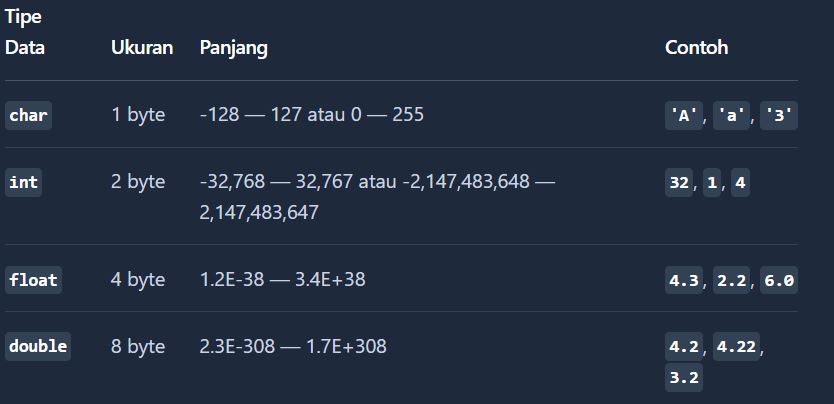 Tipe
Data Ukuran Panjang Contoh
char 1 byte -128 — 127 atau 0 — 255 'A', 'a', '3'
int 2 byte -32,768 — 32,767 atau -2,147,483,648 — 32, 1, 4
2,147,483,647
float 4 byte 1.2E-38 — 3.4E+38 4.3, 2.2, 6.0
double 8 byte 2.3E-308 — 1.7E+308 4.2, 4.22,
3.2